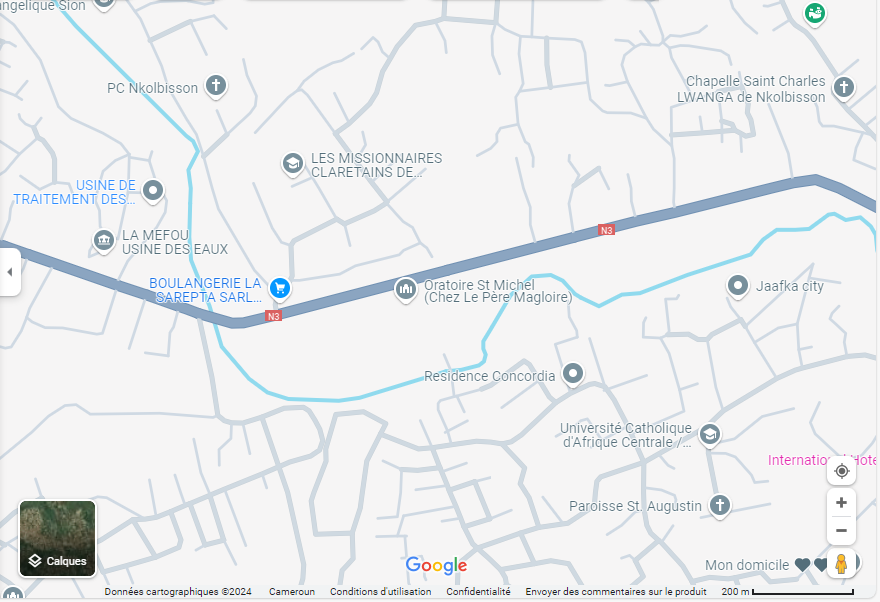 angelique Sion
PC Nkolbisson
Chapelle Saint Charles
LWANGA de Nkolbisson
LES MISSIONNAIRES
CLARETAINS DE...
USINE DE
TRAITEMENT DES...
LA MEFOU
USINE DES EAUX
N3
BOULANGERIE LA
SAREPTA SARL...
Oratoire St Michel
(Chez Le Père Magloire)
Jaafka city
N3
Residence Concordia
Université Catholique
d'Afrique Centrale /...
International Hote
Paroisse St. Augustin
Calques
Google
Mon domicile
Données cartographiques ©2024 Cameroun Conditions d'utilisation Confidentialité Envoyer des commentaires sur le produit 200 m